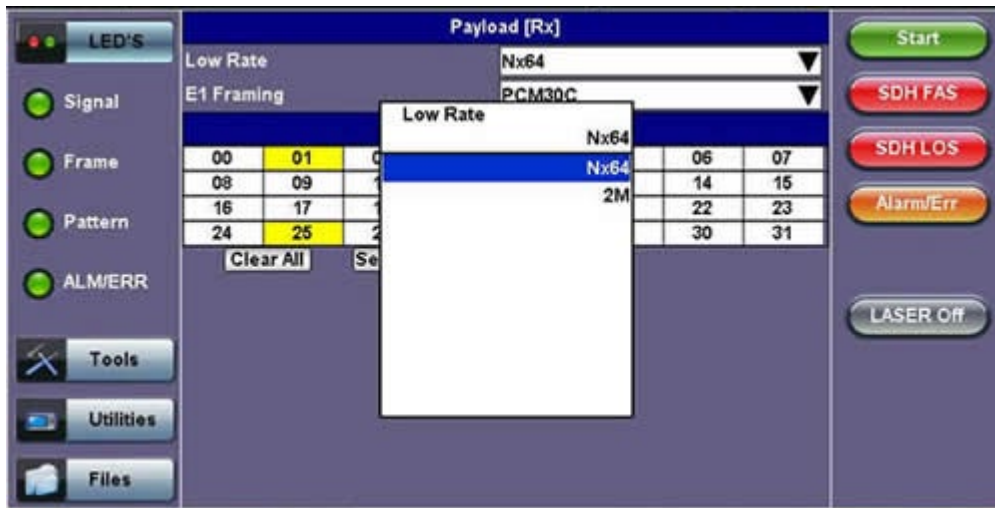 LED'S
Signal
Frame
Pattern
ALM/ERR
Tools
Utilities
Files
Payload [Rx]
Low Rate Nx64
E1 Framing PCM30C
Low Rate
Nx64
Nx64
2M
00 01 06 07
08 09 14 15
16 17 22 23
24 25 30 31
Clear All
Start
SDH FAS
SDH LOS
Alarm/Err
LASER Off